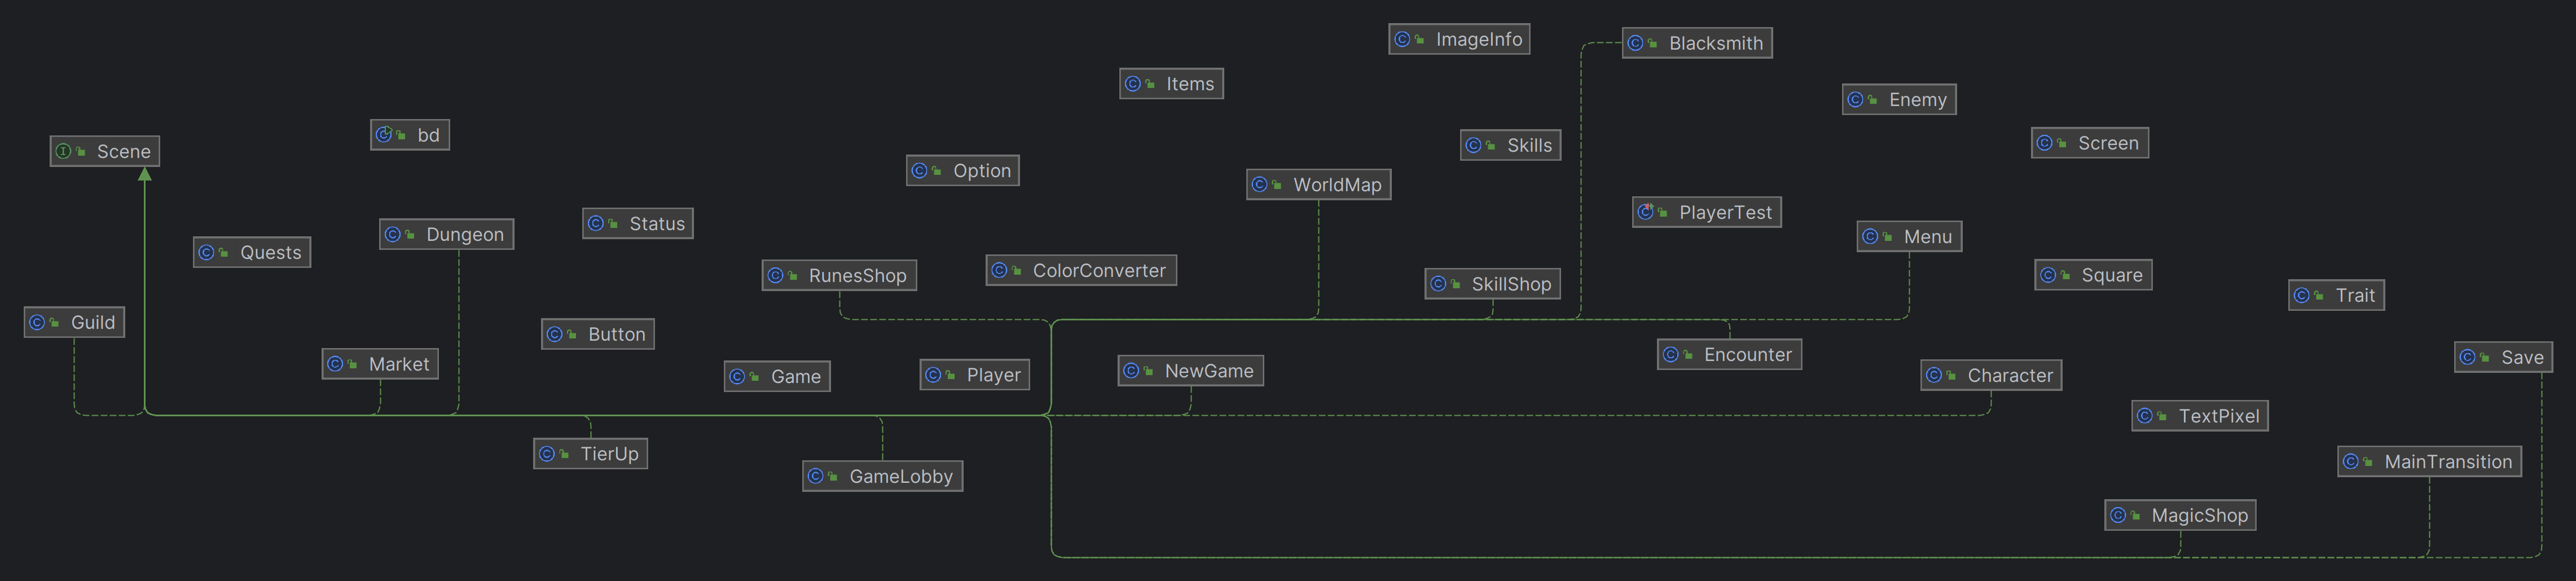 ImageInfo
Blacksmith
Items
Enemy
bd
Scene
Skills
Screen
Option
WorldMap
PlayerTest
Status
Dungeon
Menu
Quests
RunesShop
ColorConverter
SkillShop
Square
Trait
Guild
Button
Market
Game
Player
NewGame
Encounter
Character
Save
TextPixel
TierUp
GameLobby
MainTransition
MagicShop